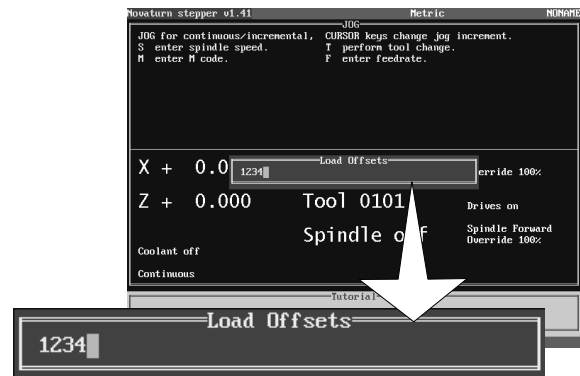 Novaturn stepper v1.41 Metric NONAME
JOG
JOG for continuous/incremental, CURSOR keys change jog increment.
S enter spindle speed. T perform tool change.
M enter M code. F enter feedrate.
Load Offsets
1234
X + 0.0 erride 100%
Z + 0.000 Tool 0101 Drives on
Spindle off Spindle Forward
Override 100%
Coolant off
Continuous
Tutorial
Load Offsets
1234